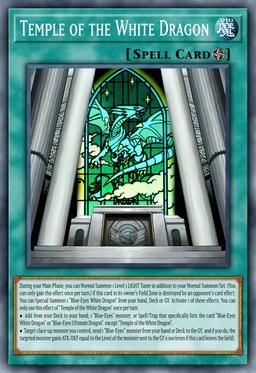 TEMPLE OF THE WHITE DRAGON
[SPELL CARD]
During your Main Phase, you can Normal Summon 1 Level 1 LIGHT Tuner in addition to your Normal Summon/Set. (You
can only gain this effect once per turn.) If this card in its owner's Field Zone is destroyed by an opponent's card effect:
You can Special Summon 1 "Blue-Eyes White Dragon" from your hand, Deck or GY. Activate 1 of these effects; You can
only use this effect of "Temple of the White Dragon" once per turn.
● Add from your Deck to your hand, 1 "Blue-Eyes" monster, or Spell/Trap that specifically lists the card "Blue-Eyes
White Dragon" or "Blue-Eyes Ultimate Dragon", except "Temple of the White Dragon".
● Target 1 face-up monster you control; send 1 "Blue-Eyes" monster from your hand or Deck to the GY, and if you do, the
targeted monster gains ATK/DEF equal to the Level of the monster sent to the GY x 100 (even if this card leaves the field).